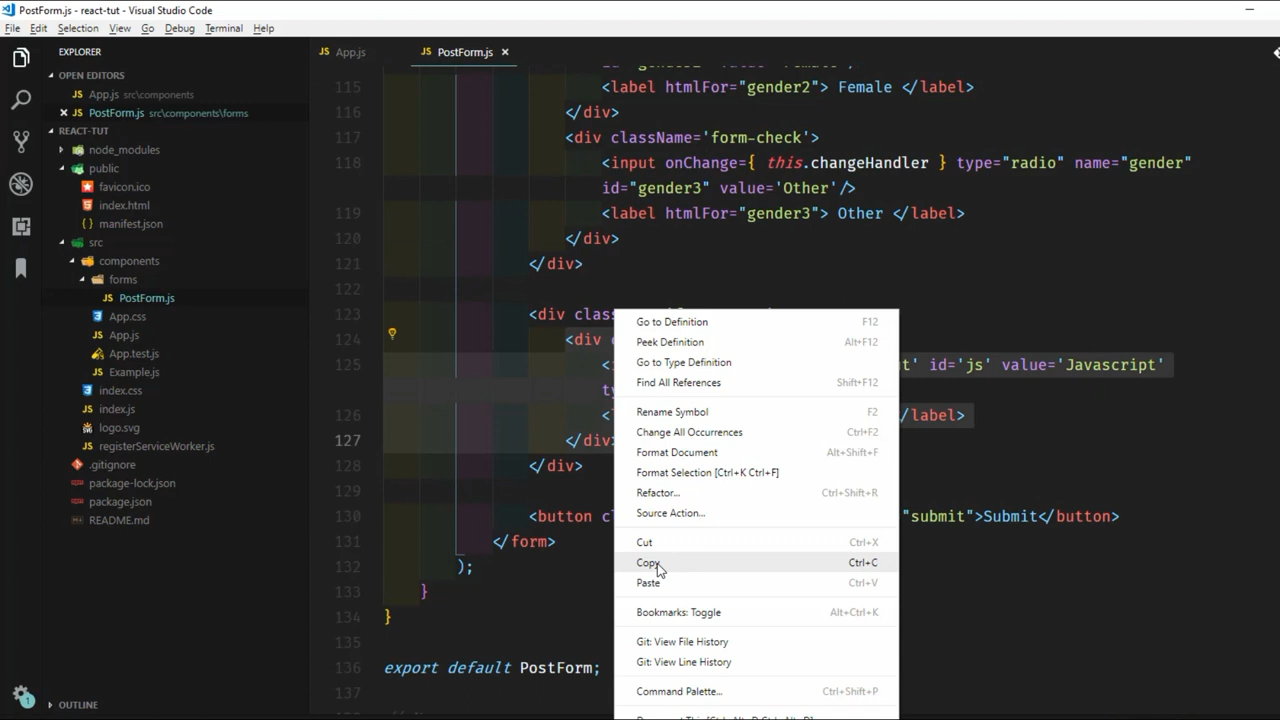 PostForm.js - react-tut - Visual Studio Code
File Edit Selection View Go Debug Terminal Help
EXPLORER
OPEN EDITORS
JS App.js src\components
JS PostForm.js src\components\forms
REACT-TUT
node_modules
public
favicon.ico
index.html
{ } manifest.json
src
components
forms
JS PostForm.js
App.css
JS App.js
App.test.js
JS Example.js
index.css
JS index.js
logo.svg
JS registerServiceWorker.js
.gitignore
package-lock.json
package.json
README.md
OUTLINE
1
JS App.js
JS PostForm.js ×
115 <label htmlFor="gender2"> Female </label>
116 </div>
117 <div className='form-check'>
118 <input onChange={ this.changeHandler } type="radio" name="gender"
id="gender3" value='Other'/>
119 <label htmlFor="gender3"> Other </label>
120 </div>
121 </div>
122
123 <div class
124 <div c
125 <i t' id='js' value='Javascript'
ty
126 <l </label>
127 </div
128 </div>
129
130 <button cl "submit">Submit</button>
131 </form>
132 );
133 }
134 }
135
136 export default PostForm;
137
Go to Definition F12
Peek Definition Alt+F12
Go to Type Definition
Find All References Shift+F12
Rename Symbol F2
Change All Occurrences Ctrl+F2
Format Document Alt+Shift+F
Format Selection [Ctrl+K Ctrl+F]
Refactor... Ctrl+Shift+R
Source Action...
Cut Ctrl+X
Copy Ctrl+C
Paste Ctrl+V
Bookmarks: Toggle Alt+Ctrl+K
Git: View File History
Git: View Line History
Command Palette... Ctrl+Shift+P